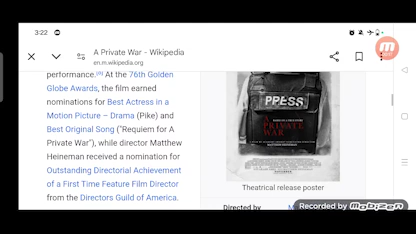 3:22
A Private War - Wikipedia
en.m.wikipedia.org
performance.
At the 76th Golden
Globe Awards, the film earned
nominations for Best Actress in a
Motion Picture – Drama (Pike) and
Best Original Song ("Requiem for A
Private War"), while director Matthew
Heineman received a nomination for
Outstanding Directorial Achievement
of a First Time Feature Film Director
from the Directors Guild of America.
PRESS
A
PRIVATE
WAR
Theatrical release poster
Directed by
Recorded by Mobizen